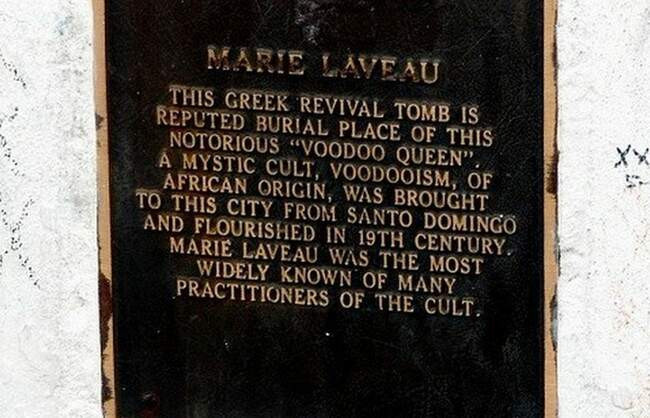 MARIE LAVEAU
THIS GREEK REVIVAL TOMB IS
REPUTED BURIAL PLACE OF THIS
NOTORIOUS “VOODOO QUEEN”.
A MYSTIC CULT, VOODOOISM, OF
AFRICAN ORIGIN, WAS BROUGHT
TO THIS CITY FROM SANTO DOMINGO
AND FLOURISHED IN 19TH CENTURY.
MARIE LAVEAU WAS THE MOST
WIDELY KNOWN OF MANY
PRACTITIONERS OF THE CULT.
XX